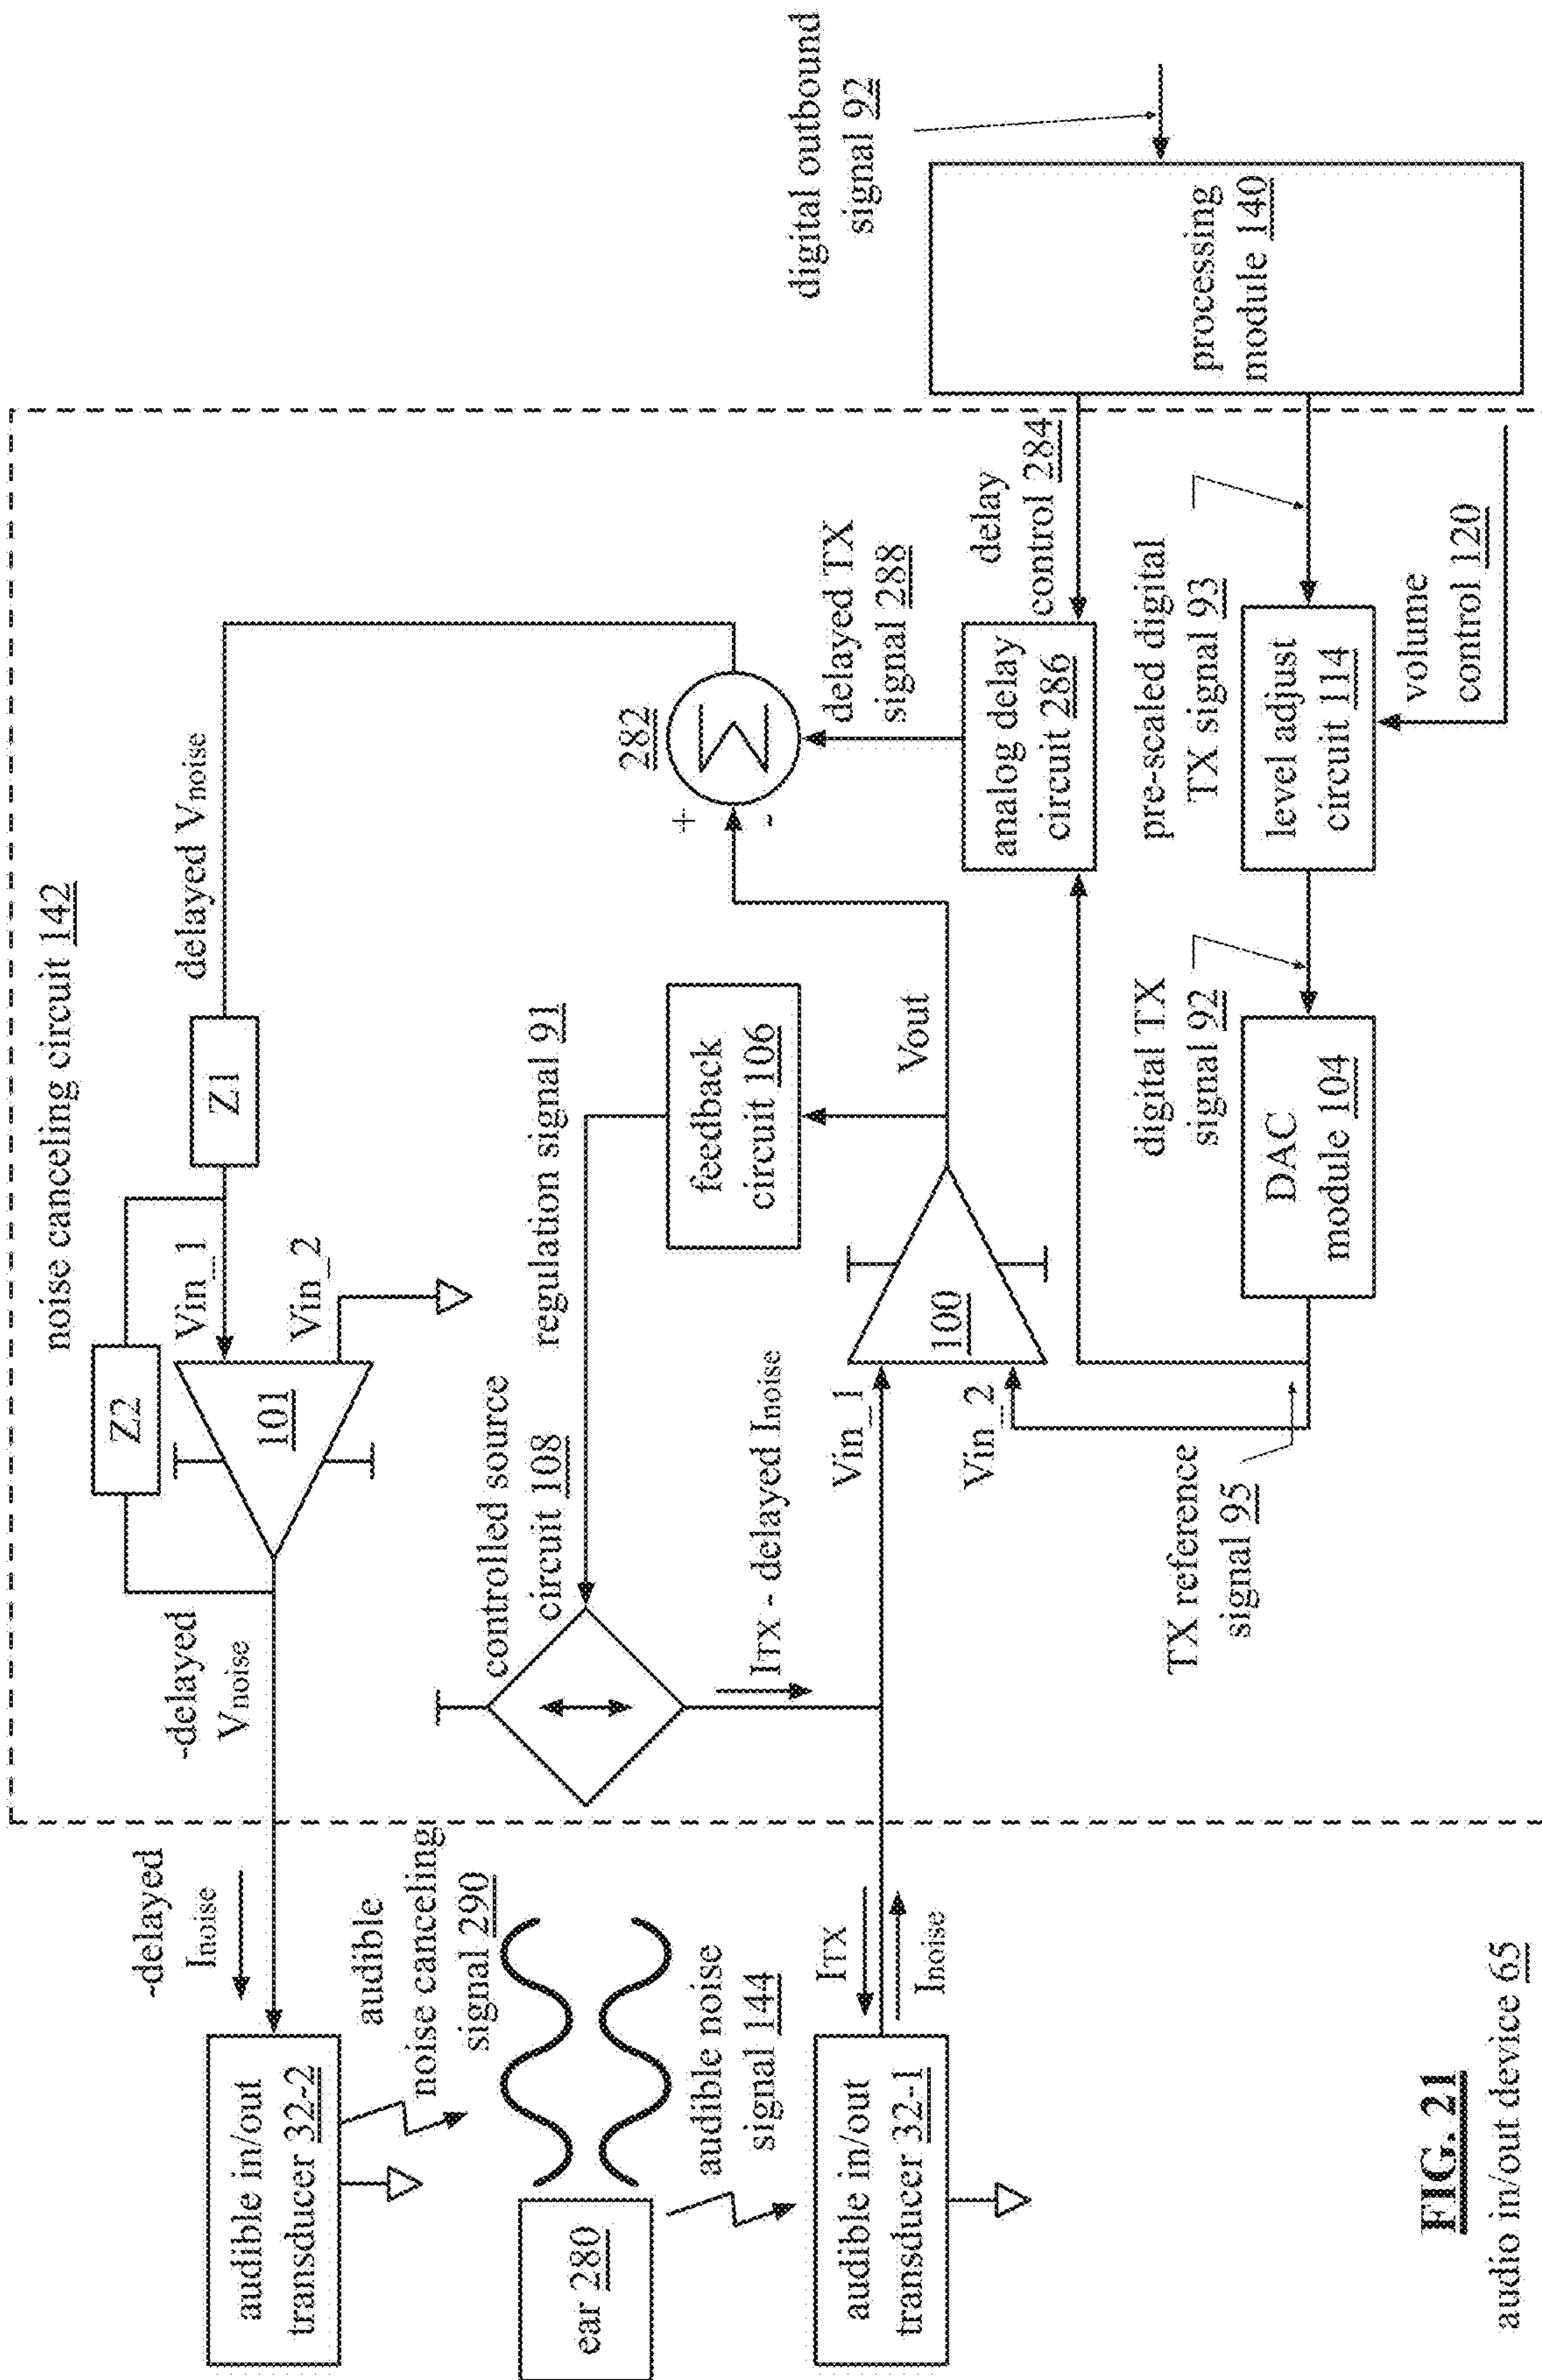 noise canceling circuit 142
-delayed
Inoise
-delayed
Vnoise
Z2
101
Vin_1
Vin_2
Z1
delayed Vnoise
audible in/out
transducer 32-2
audible
noise canceling
signal 290
ear 280
audible noise
signal 144
audible in/out
transducer 32-1
ITX
Inoise
controlled source
circuit 108
regulation signal 91
ITX - delayed Inoise
Vin_1
Vin_2
100
feedback
circuit 106
Vout
282
+
-
Σ
delayed TX
signal 288
analog delay
circuit 286
delay
control 284
TX reference
signal 95
DAC
module 104
digital TX
signal 92
level adjust
circuit 114
pre-scaled digital
TX signal 93
volume
control 120
processing
module 140
digital outbound
signal 92
FIG. 21
audio in/out device 65